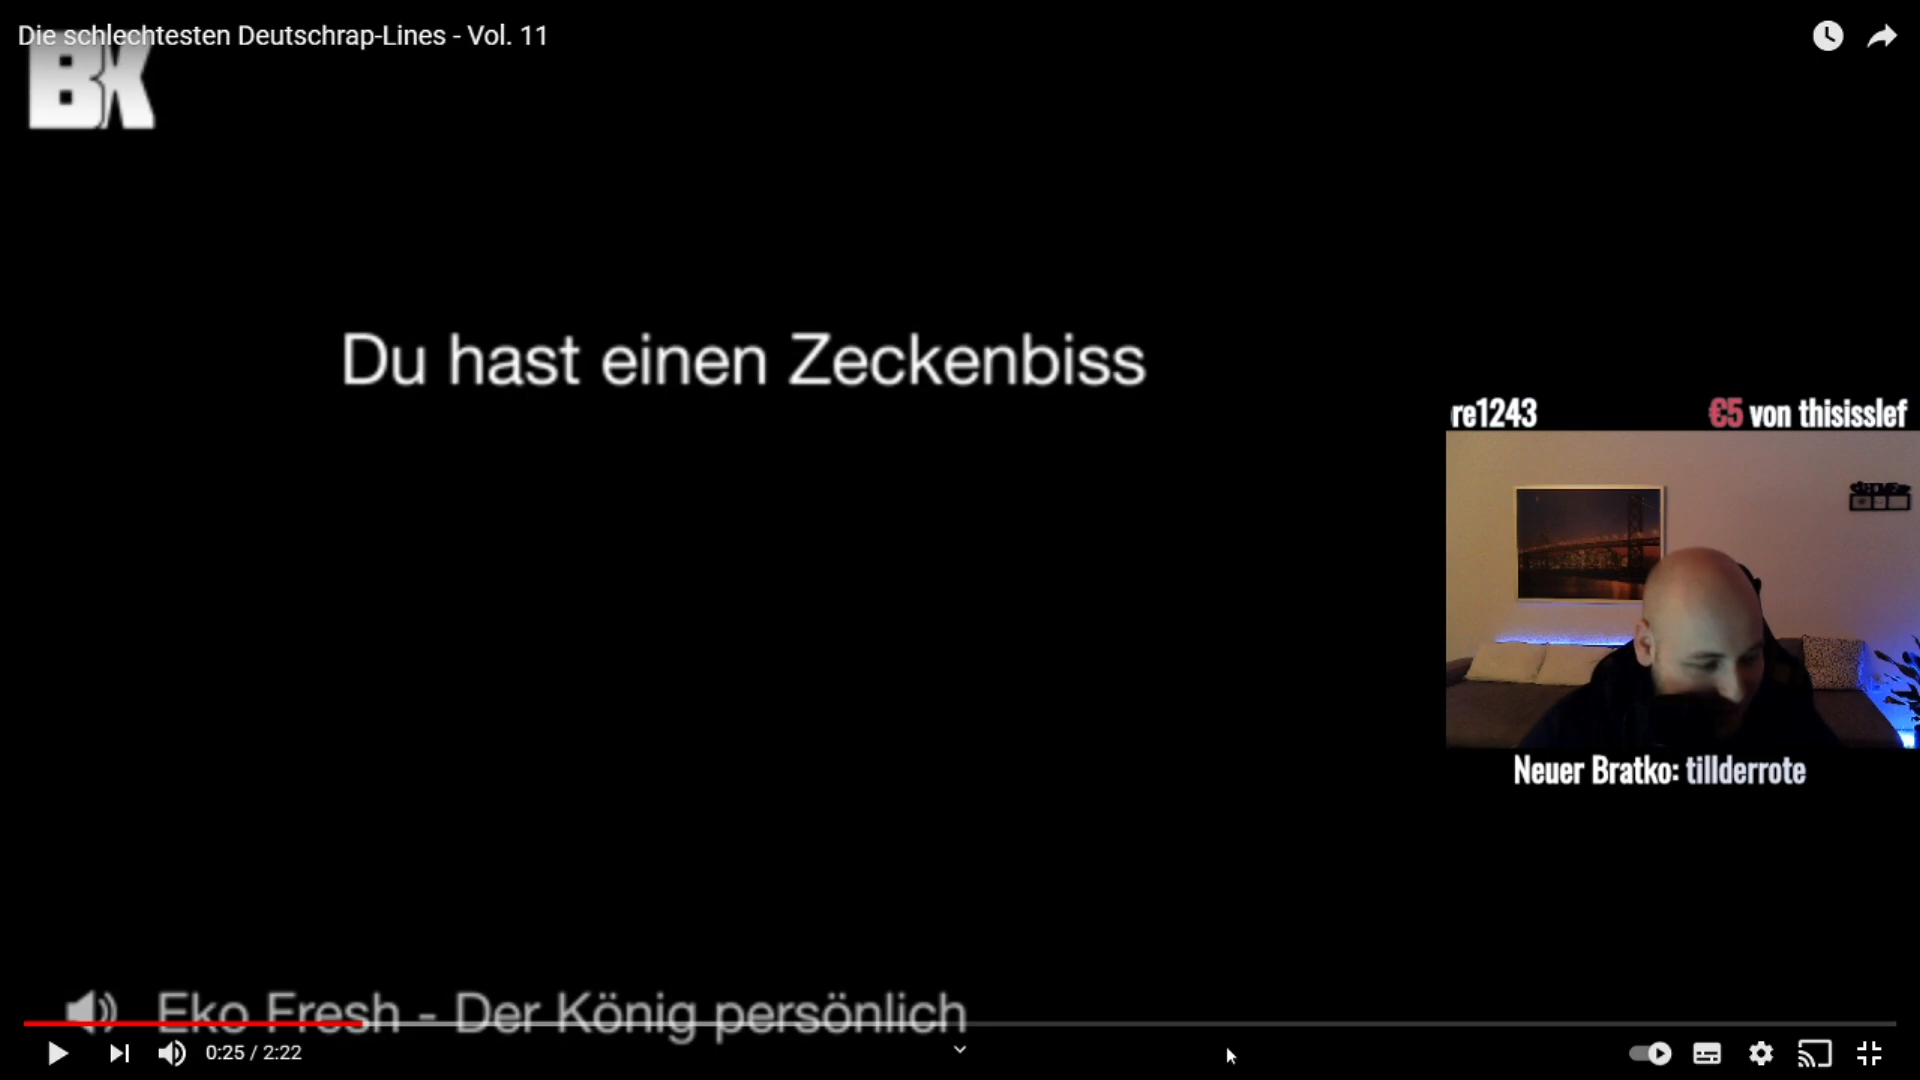 Die schlechtesten Deutschrap-Lines - Vol. 11
BK
Du hast einen Zeckenbiss
re1243 €5 von thisisslef
Neuer Bratko: tillderrote
Eko Fresh - Der König persönlich
0:25 / 2:22